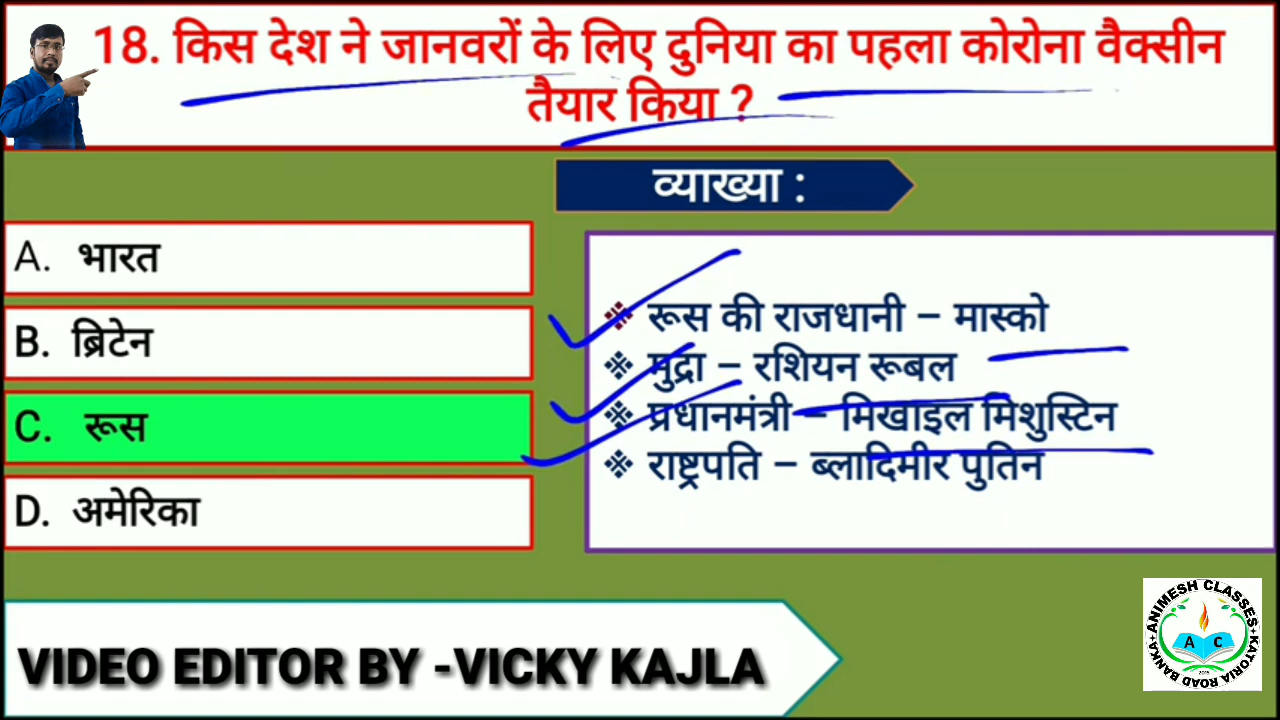 18. किस देश ने जानवरों के लिए दुनिया का पहला कोरोना वैक्सीन
तैयार किया ?
व्याख्या :
A. भारत
B. ब्रिटेन
C. रूस
D. अमेरिका
❖ रूस की राजधानी – मास्को
❖ मुद्रा – रशियन रूबल
❖ प्रधानमंत्री – मिखाइल मिशुस्टिन
❖ राष्ट्रपति – ब्लादिमीर पुतिन
VIDEO EDITOR BY -VICKY KAJLA
ANIMESH CLASSES
A C
KATORIA ROAD BANKA